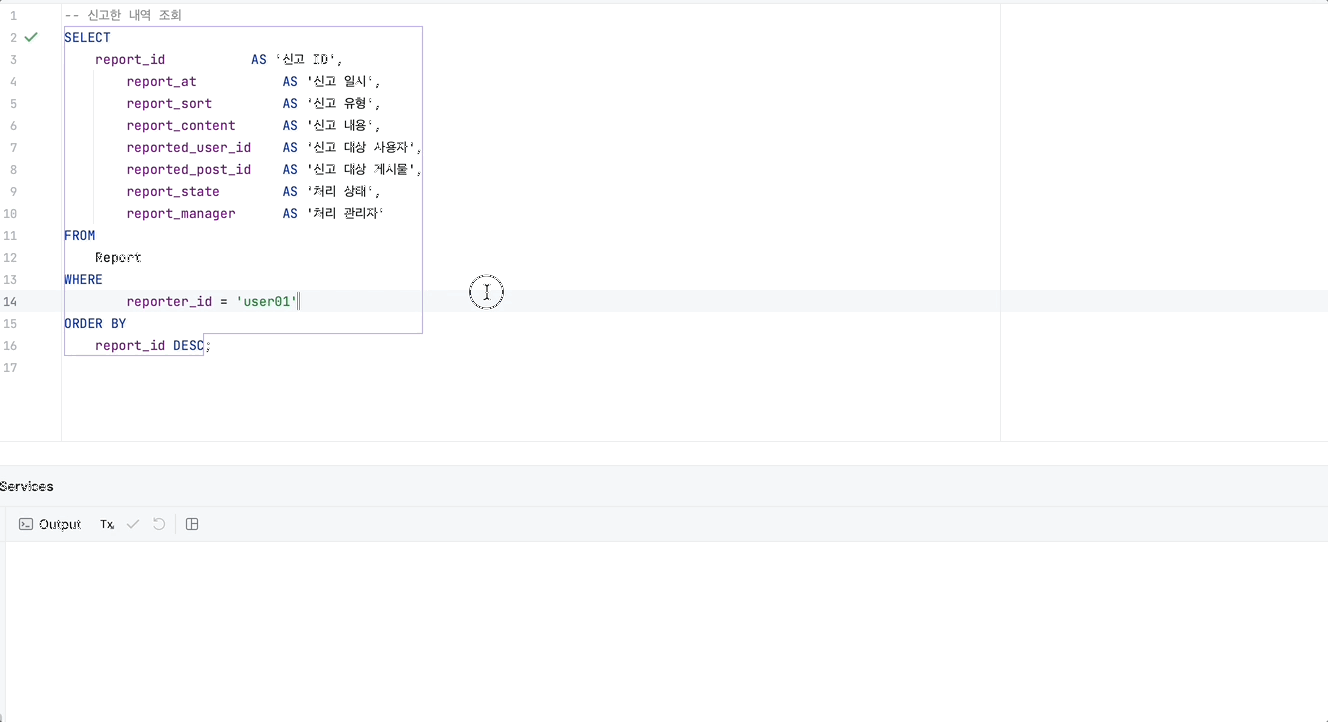 1 -- 신고한 내역 조회
2 SELECT
3 report_id AS '신고 ID',
4 report_at AS '신고 일시',
5 report_sort AS '신고 유형',
6 report_content AS '신고 내용',
7 reported_user_id AS '신고 대상 사용자',
8 reported_post_id AS '신고 대상 게시물',
9 report_state AS '처리 상태',
10 report_manager AS '처리 관리자'
11 FROM
12 Report
13 WHERE
14 reporter_id = 'user01'
15 ORDER BY
16 report_id DESC;
17
Services
Output Tx